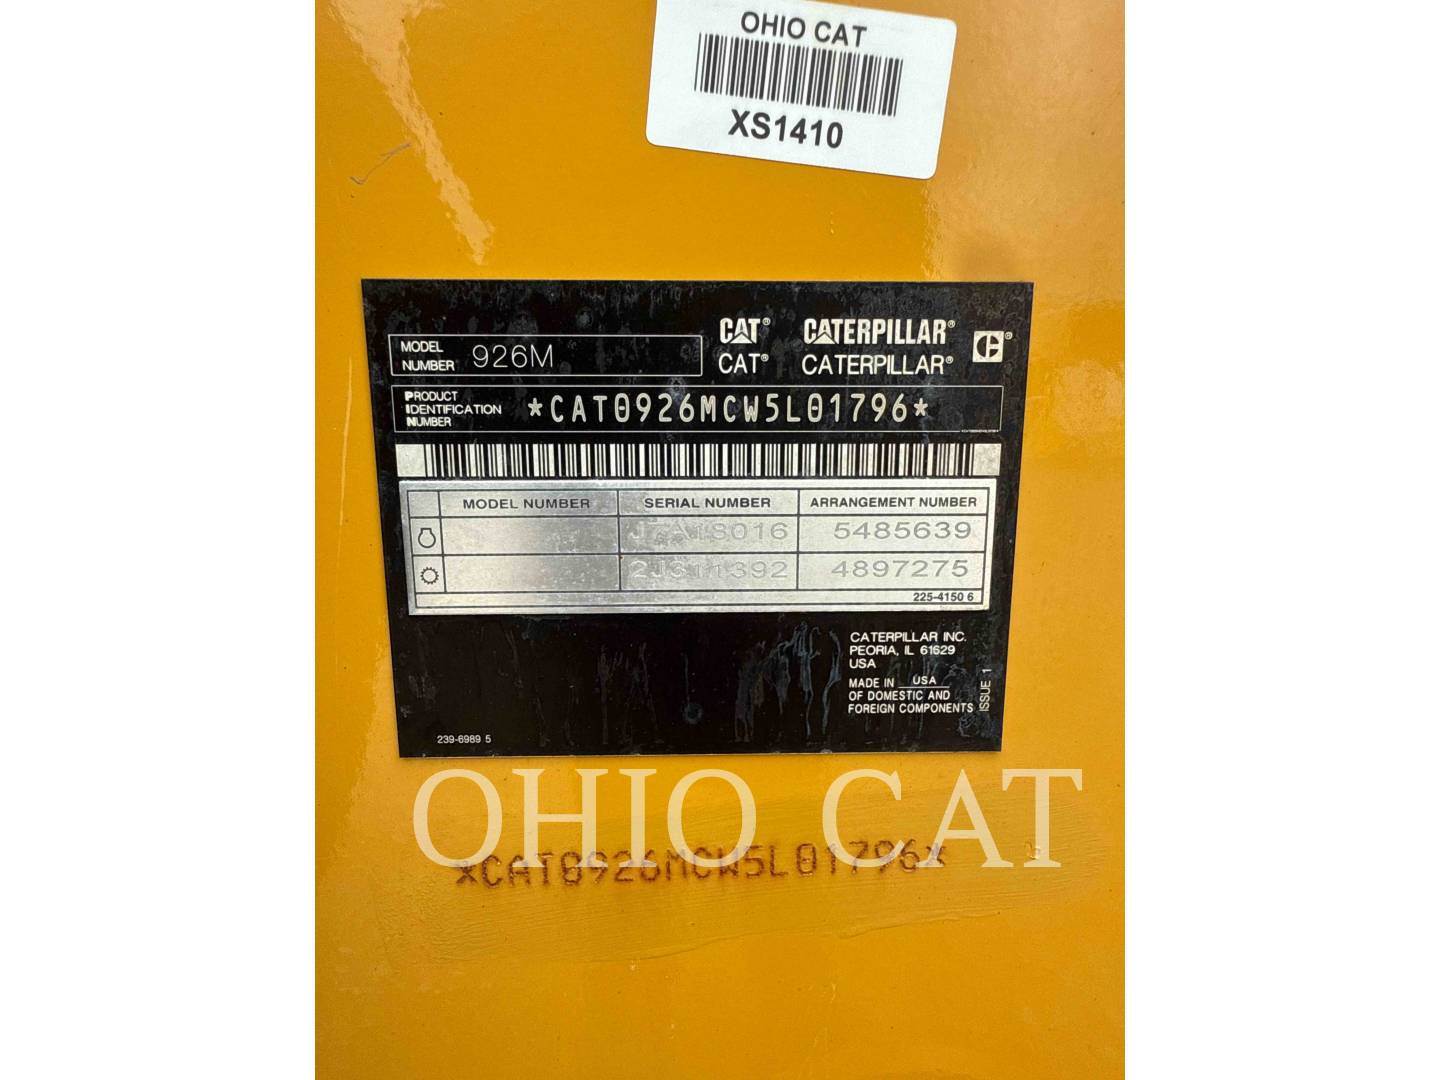 OHIO CAT
XS1410
CAT® CATERPILLAR®
CAT® CATERPILLAR® ®
MODEL NUMBER 926M
PRODUCT IDENTIFICATION NUMBER *CAT0926MCW5L01796*
MODEL NUMBER SERIAL NUMBER ARRANGEMENT NUMBER
5485639
4897275
225-4150 6
CATERPILLAR INC.
PEORIA, IL 61629
USA
MADE IN USA
OF DOMESTIC AND
FOREIGN COMPONENTS
ISSUE 1
239-6989 5
OHIO CAT
*CAT0926MCW5L01796*